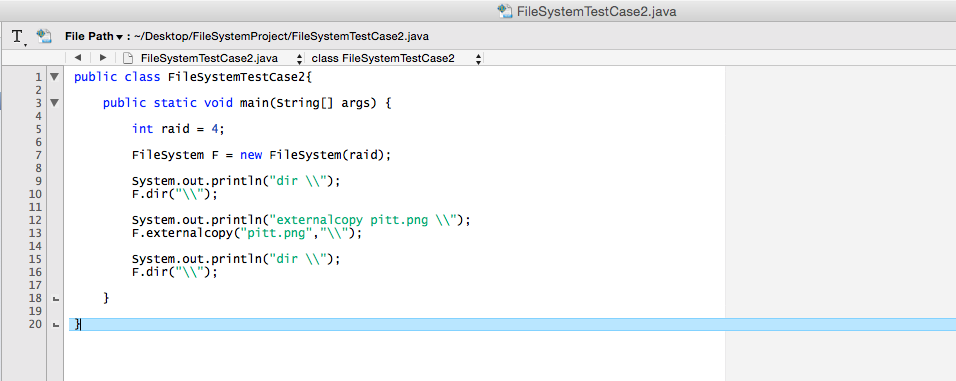 FileSystemTestCase2.java
T File Path ▾ : ~/Desktop/FileSystemProject/FileSystemTestCase2.java
FileSystemTestCase2.java class FileSystemTestCase2
1 public class FileSystemTestCase2{
2
3 public static void main(String[] args) {
4
5 int raid = 4;
6
7 FileSystem F = new FileSystem(raid);
8
9 System.out.println("dir \\");
10 F.dir("\\");
11
12 System.out.println("externalcopy pitt.png \\");
13 F.externalcopy("pitt.png","\\");
14
15 System.out.println("dir \\");
16 F.dir("\\");
17
18 }
19
20 }